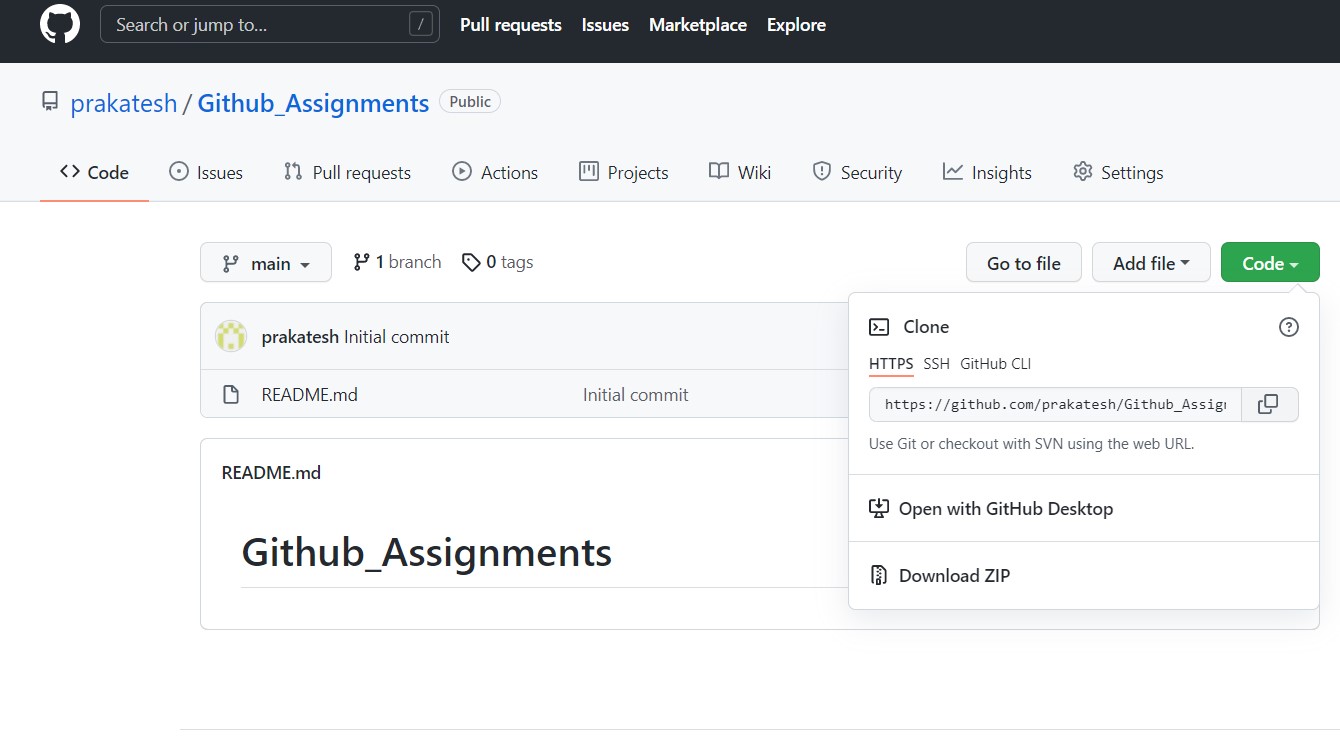 Search or jump to... / Pull requests Issues Marketplace Explore
prakatesh / Github_Assignments Public
Code Issues Pull requests Actions Projects Wiki Security Insights Settings
main 1 branch 0 tags Go to file Add file Code
prakatesh Initial commit
README.md Initial commit
README.md
Github_Assignments
Clone
HTTPS SSH GitHub CLI
https://github.com/prakatesh/Github_Assig
Use Git or checkout with SVN using the web URL.
Open with GitHub Desktop
Download ZIP